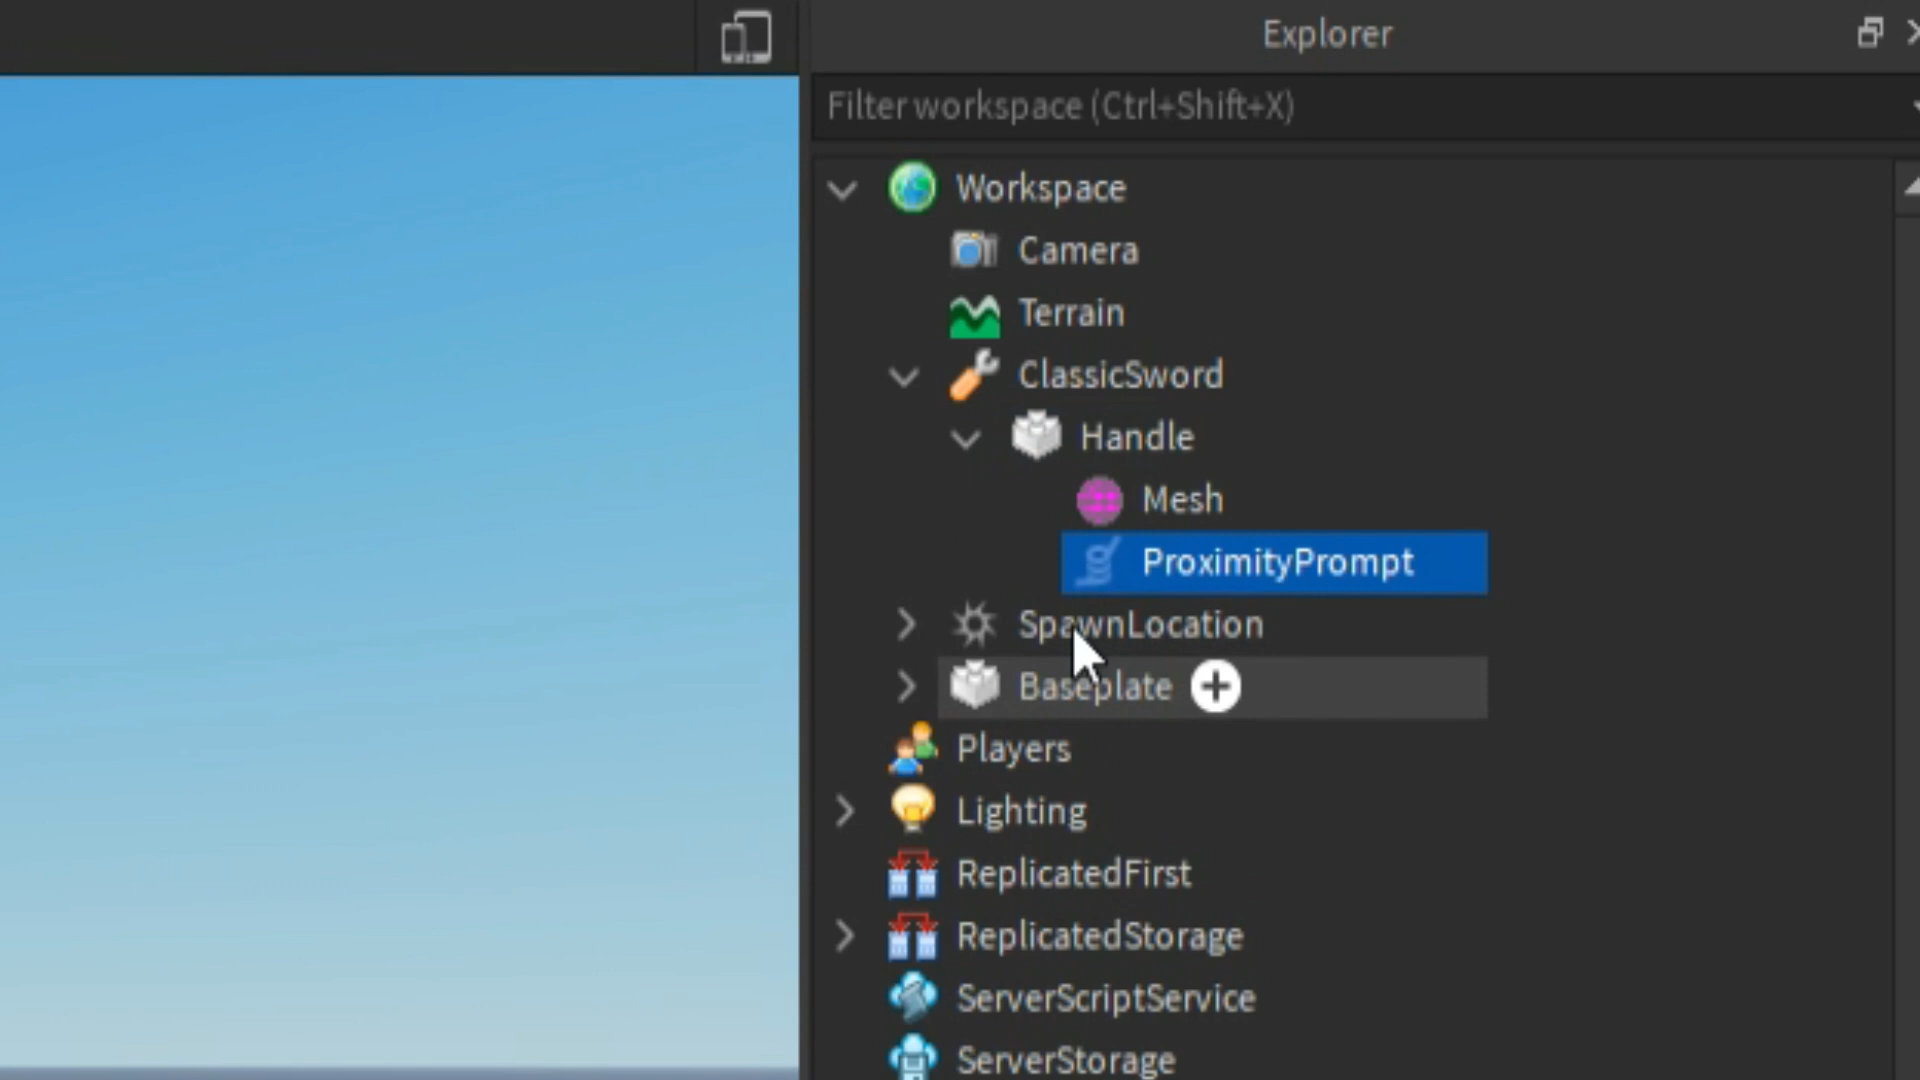 Explorer
Filter workspace (Ctrl+Shift+X)
Workspace
Camera
Terrain
ClassicSword
Handle
Mesh
ProximityPrompt
SpawnLocation
Baseplate
Players
Lighting
ReplicatedFirst
ReplicatedStorage
ServerScriptService
ServerStorage